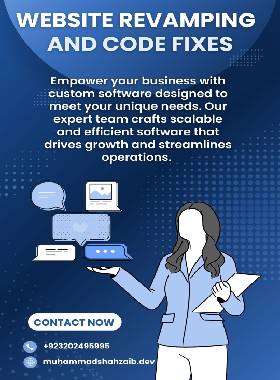 WEBSITE REVAMPING
AND CODE FIXES
Empower your business with
custom software designed to
meet your unique needs. Our
expert team crafts scalable
and efficient software that
drives growth and streamlines
operations.
CONTACT NOW
+923202495995
muhammadshahzaib.dev